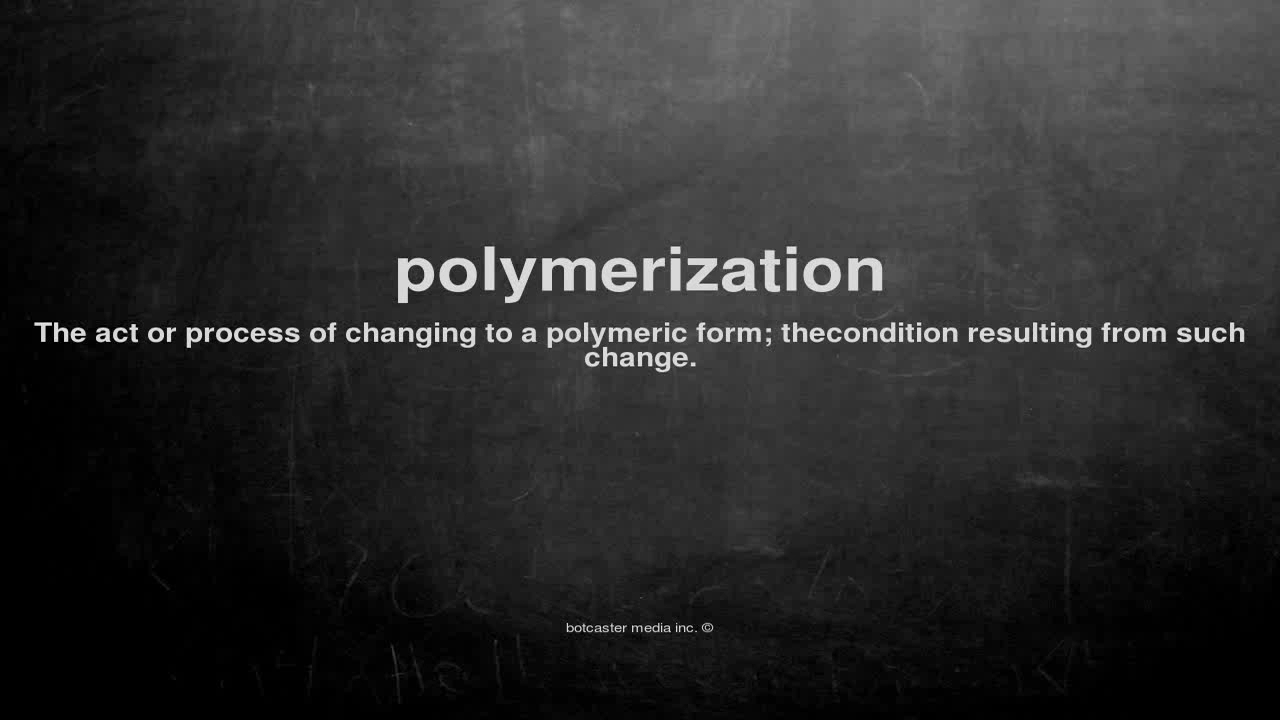 polymerization
The act or process of changing to a polymeric form; thecondition resulting from such
change.
botcaster media inc. ©